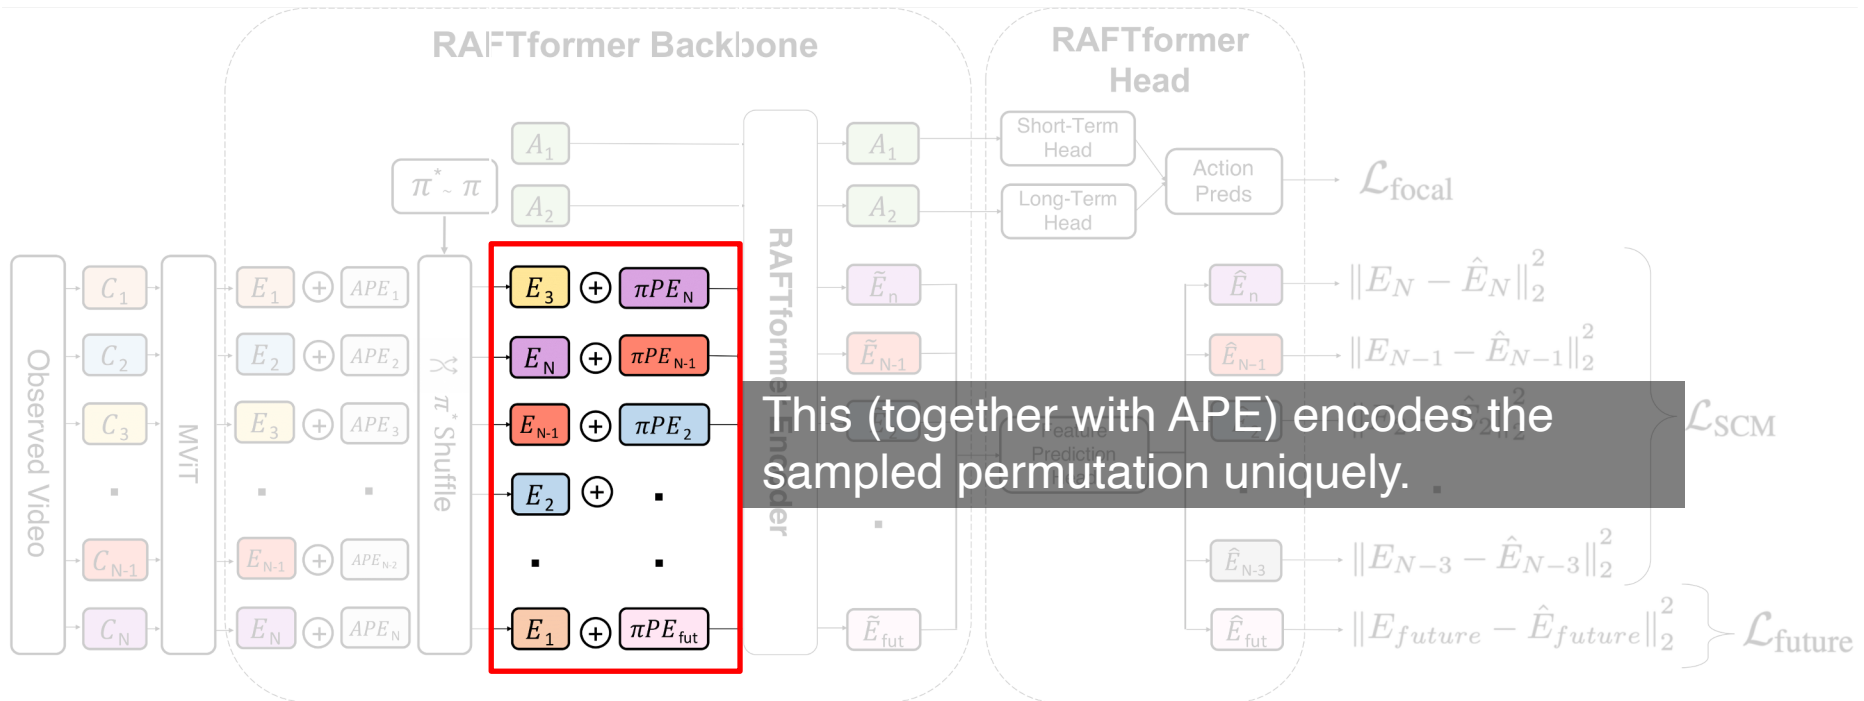 RAFTformer Backbone
RAFTformer
Head
A1
A2
π* ~ π
A1
A2
Short-Term
Head
Long-Term
Head
Action
Preds
ℒfocal
Observed Video
C1
C2
C3
CN-1
CN
MViT
E1 + APE1
E2 + APE2
E3 + APE3
EN-1 + APEN-2
EN + APEN
π* Shuffle
E3 + πPEN
EN + πPEN-1
EN-1 + πPE2
E2 +
E1 + πPEfut
RAFTformer Encoder
Ẽn
ẼN-1
Ẽfut
This (together with APE) encodes the
sampled permutation uniquely.
Feature
Prediction
Ên
ÊN-1
ÊN-3
Êfut
||EN − ÊN||₂²
||EN−1 − ÊN−1||₂²
||EN−3 − ÊN−3||₂²
||Efuture − Êfuture||₂²
ℒSCM
ℒfuture